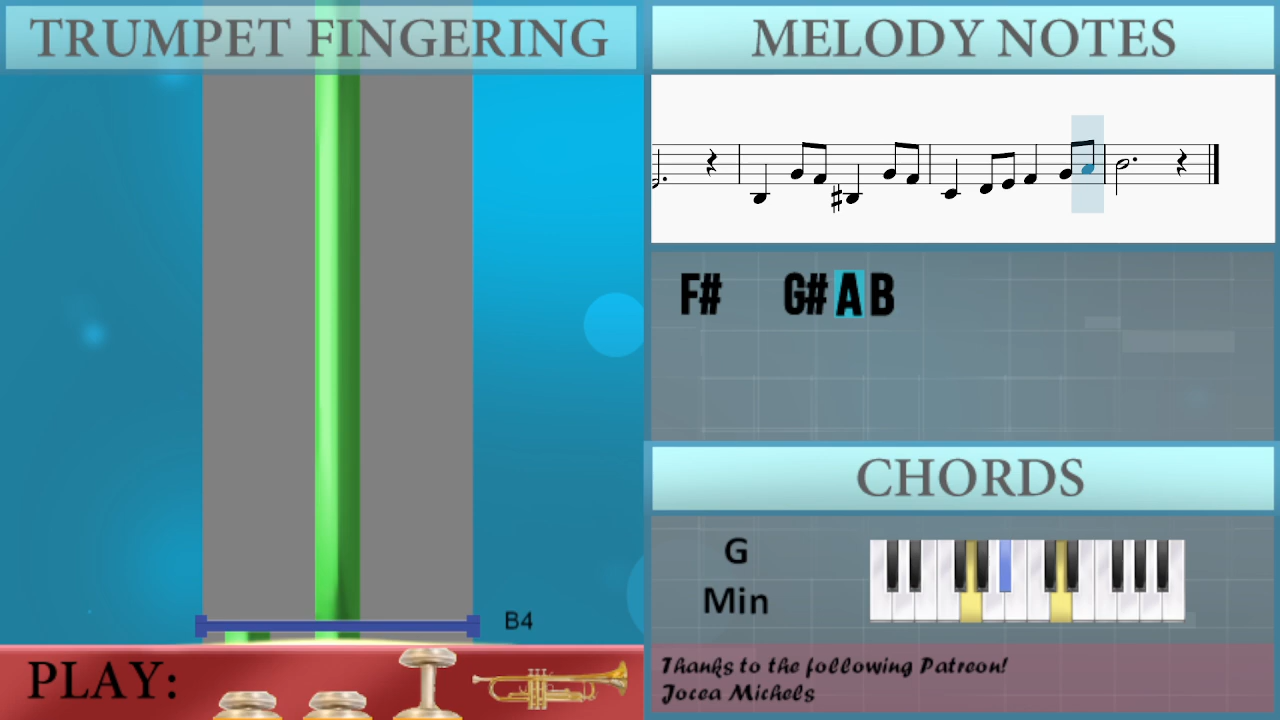 TRUMPET FINGERING
MELODY NOTES
F# G# A B
CHORDS
G
Min
B4
PLAY:
Thanks to the following Patreon!
Jocea Michels